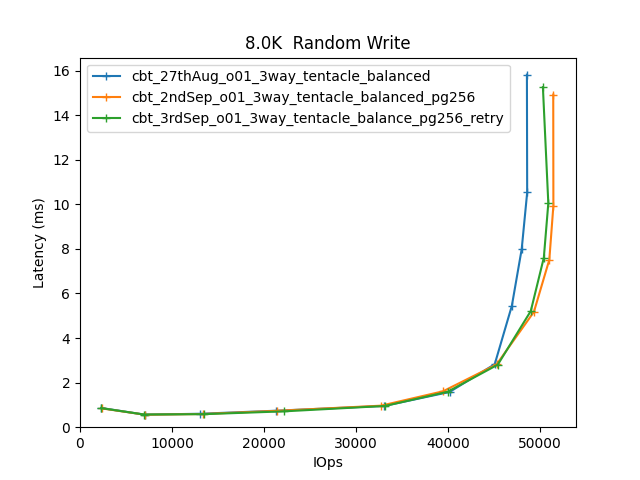 8.0K  Random Write
cbt_27thAug_o01_3way_tentacle_balanced
cbt_2ndSep_o01_3way_tentacle_balanced_pg256
cbt_3rdSep_o01_3way_tentacle_balance_pg256_retry
Latency (ms)
16
14
12
10
8
6
4
2
0
0 10000 20000 30000 40000 50000
IOps